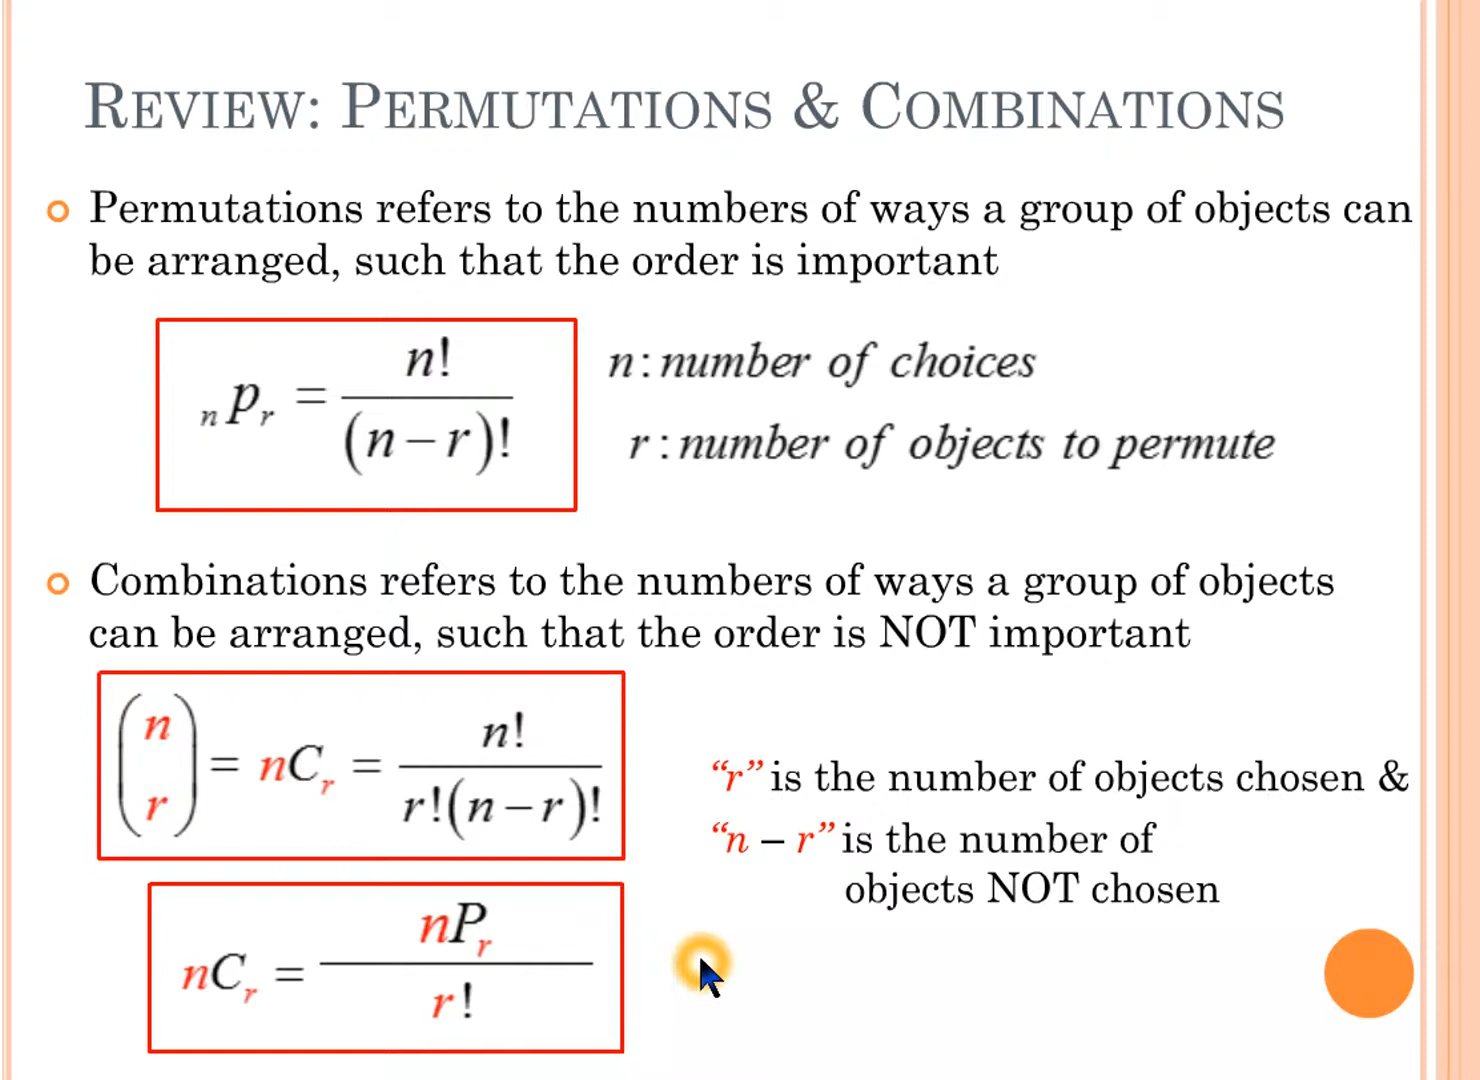 REVIEW: PERMUTATIONS & COMBINATIONS
Permutations refers to the numbers of ways a group of objects can
be arranged, such that the order is important
nPr = n! / (n − r)!
n: number of choices
r: number of objects to permute
Combinations refers to the numbers of ways a group of objects
can be arranged, such that the order is NOT important
(n r) = nCr = n! / r!(n − r)!
“r” is the number of objects chosen &
“n – r” is the number of
objects NOT chosen
nCr = nPr / r!